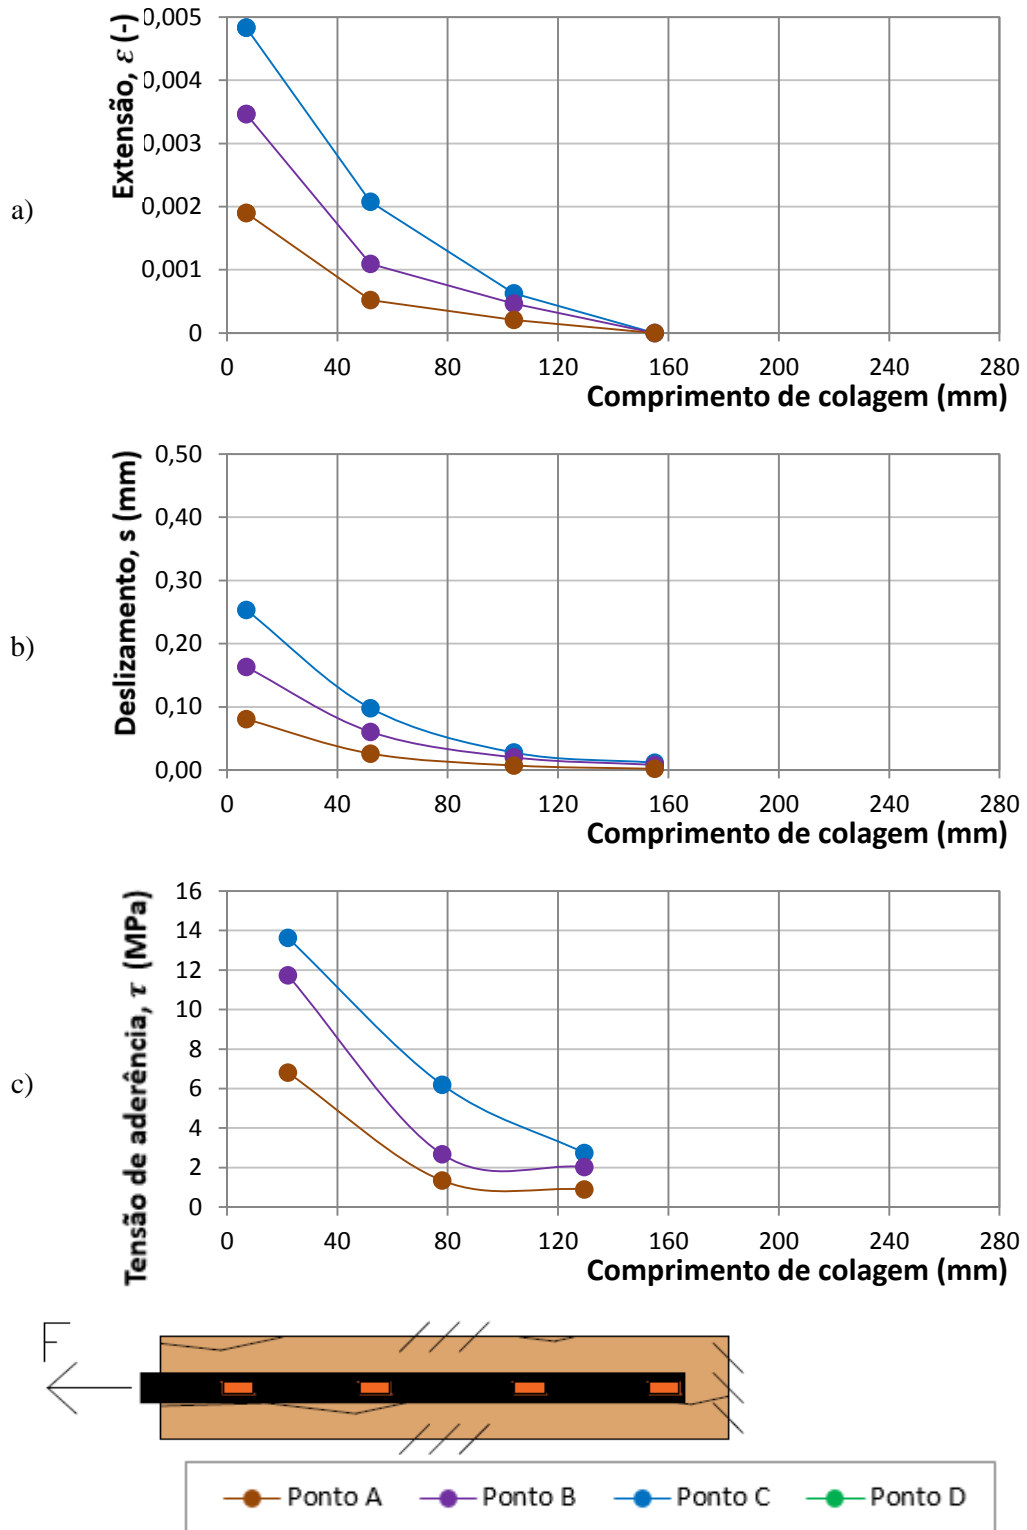 a)
Extensão, ε (-)
0,005
0,004
0,003
0,002
0,001
0
0 40 80 120 160 200 240 280
Comprimento de colagem (mm)
b)
Deslizamento, s (mm)
0,50
0,40
0,30
0,20
0,10
0,00
0 40 80 120 160 200 240 280
Comprimento de colagem (mm)
c)
Tensão de aderência, τ (MPa)
16
14
12
10
8
6
4
2
0
0 40 80 120 160 200 240 280
Comprimento de colagem (mm)
F
Ponto A Ponto B Ponto C Ponto D